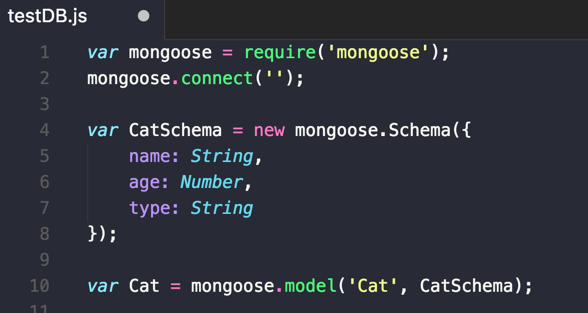 testDB.js
1 var mongoose = require('mongoose');
2 mongoose.connect('');
3
4 var CatSchema = new mongoose.Schema({
5 name: String,
6 age: Number,
7 type: String
8 });
9
10 var Cat = mongoose.model('Cat', CatSchema);
11